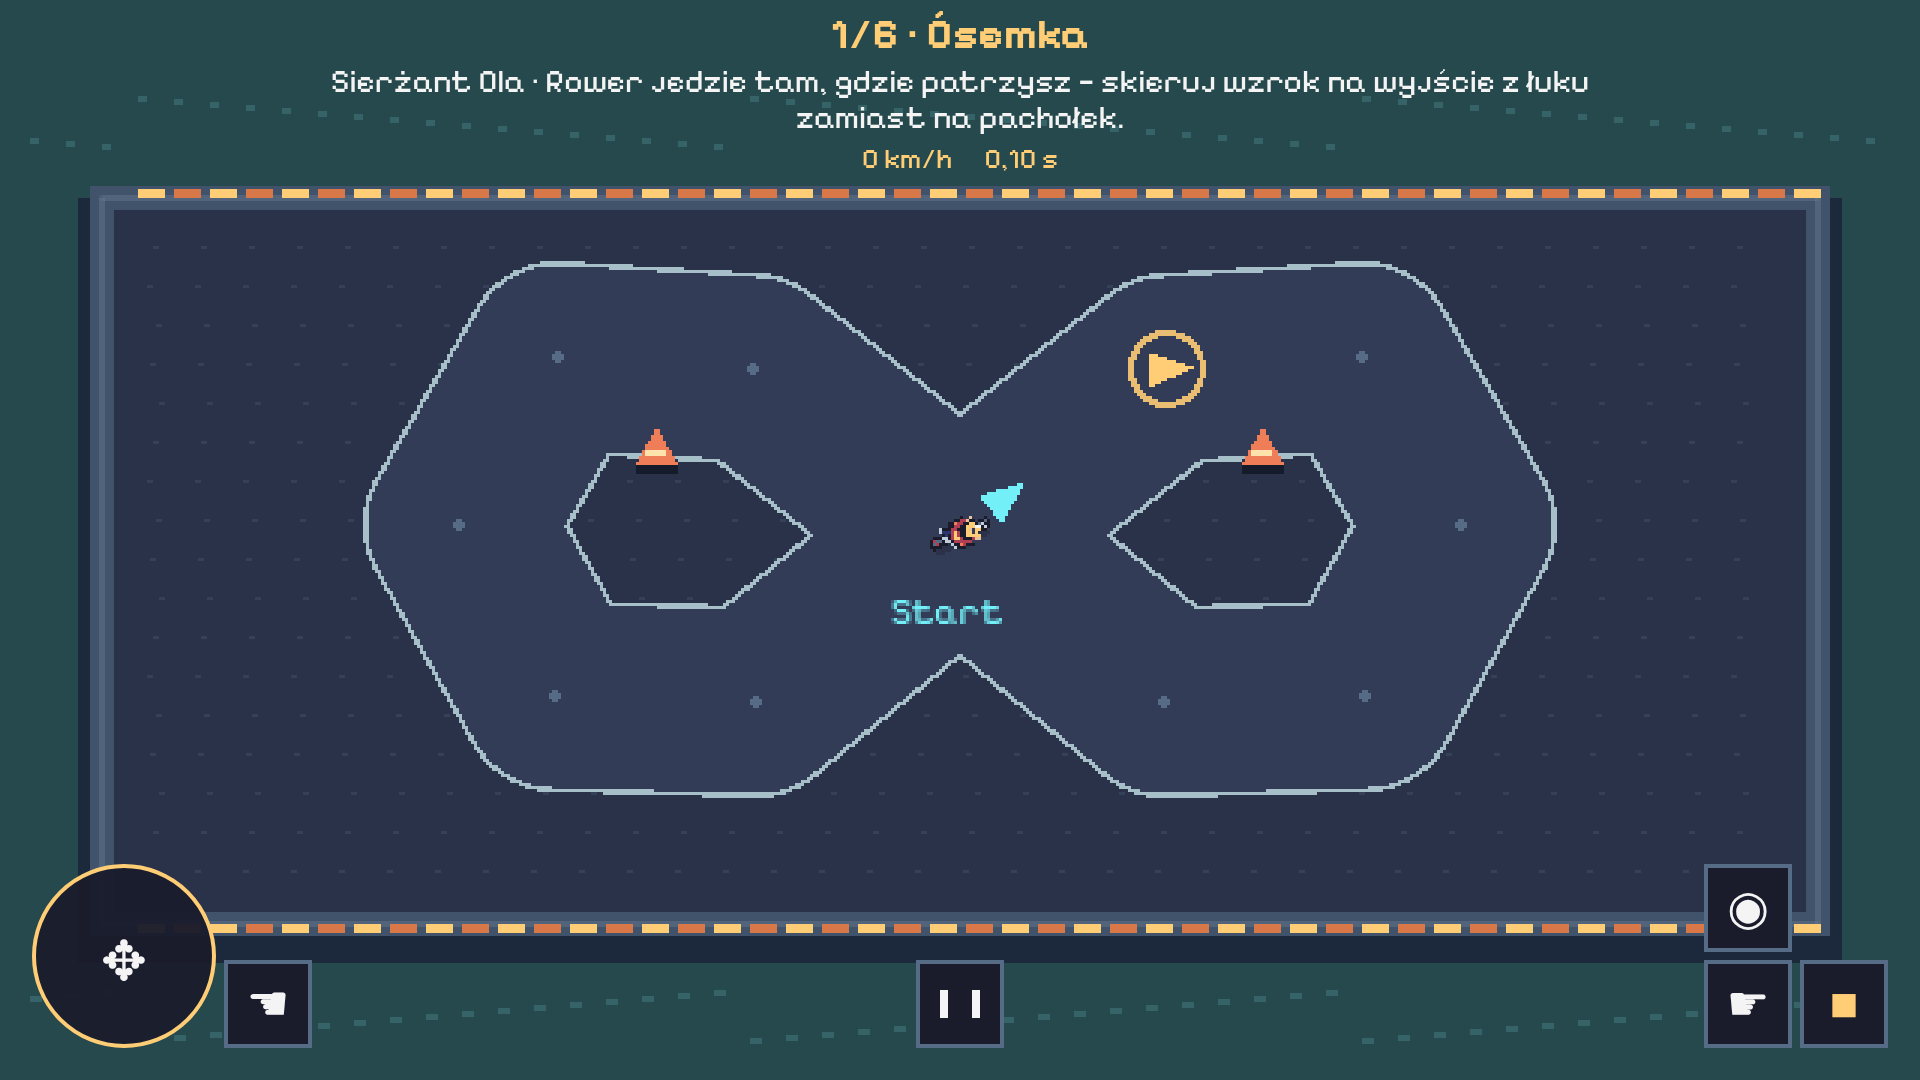 1/6 · Ósemka
Sierżant Ola · Rower jedzie tam, gdzie patrzysz – skieruj wzrok na wyjście z łuku
zamiast na pachołek.
0 km/h 0,10 s
Start